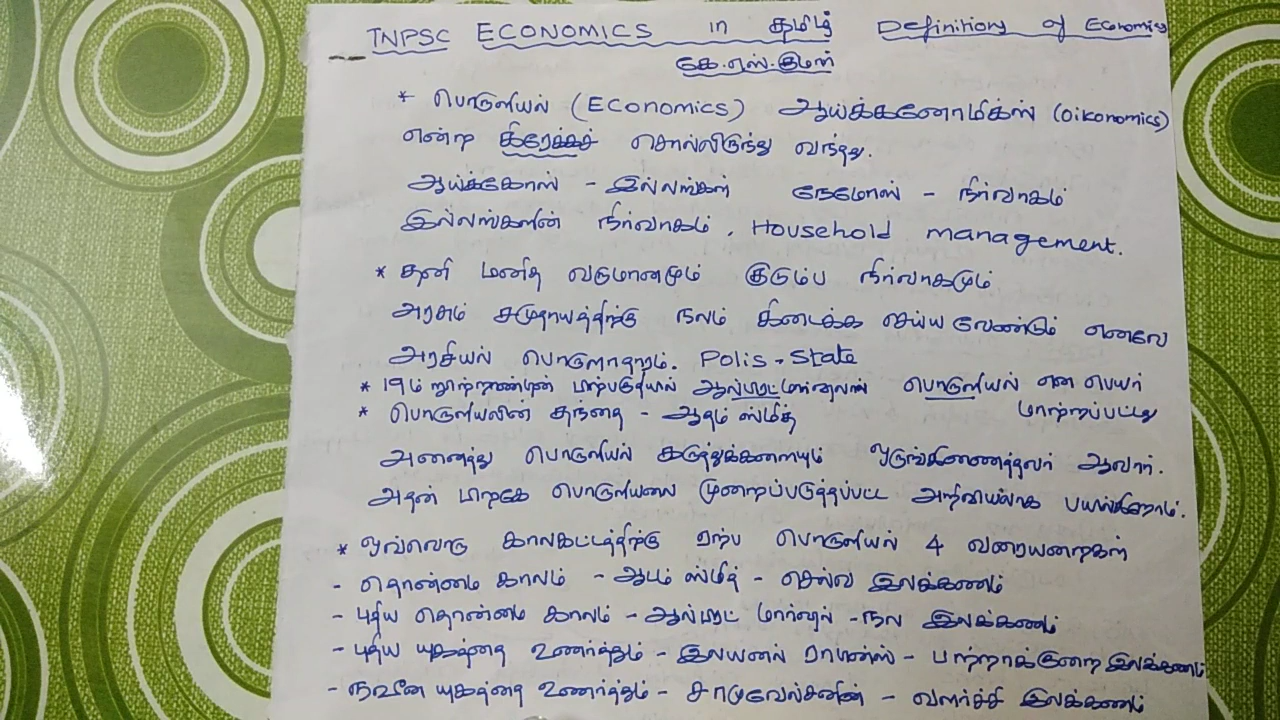 TNPSC ECONOMICS in தமிழ் Definitions of Economics
கே.எஸ்.குமார்
* பொருளியல் (Economics) ஆய்க்கனோமிக்ஸ் (Oikonomics)
என்ற கிரேக்கச் சொல்லிருந்து வந்தது.
ஆய்க்கோஸ் - இல்லங்கள் நேமோஸ் - நிர்வாகம்
இல்லங்களின் நிர்வாகம். Household management.
* தனி மனித வருமானமும் குடும்ப நிர்வாகமும்
அரசும் சமுதாயத்திற்கு நலம் கிடைக்க செய்ய வேண்டும் எனவே
அரசியல் பொருளாதாரம். Polis - State
* 19ம் நூற்றாண்டின் பிற்பகுதியில் ஆல்பிரட் மார்ஷலால் பொருளியல் என பெயர்
மாற்றப்பட்டது
* பொருளியலின் தந்தை - ஆதம் ஸ்மித்
அனைத்து பொருளியல் கருத்துக்களையும் ஒருங்கிணைத்தவர் ஆவார்.
அதன் பிறகே பொருளியலை முறைப்படுத்தப்பட்ட அறிவியலாக பயல்கிறோம்.
* ஒவ்வொரு காலகட்டத்திற்கு ஏற்ப பொருளியல் 4 வரையறைகள்
- தொன்மை காலம் - ஆடம் ஸ்மித் - செல்வ இலக்கணம்
- புதிய தொன்மை காலம் - ஆல்பிரட் மார்ஷல் - நல இலக்கணம்
- புதிய யுகத்தை உணர்த்தும் - இலயனல் ராபின்ஸ் - பற்றாக்குறை இலக்கணம்
- நவீன யுகத்தை உணர்த்தும் - சாமுவேல்சனின் - வளர்ச்சி இலக்கணம்